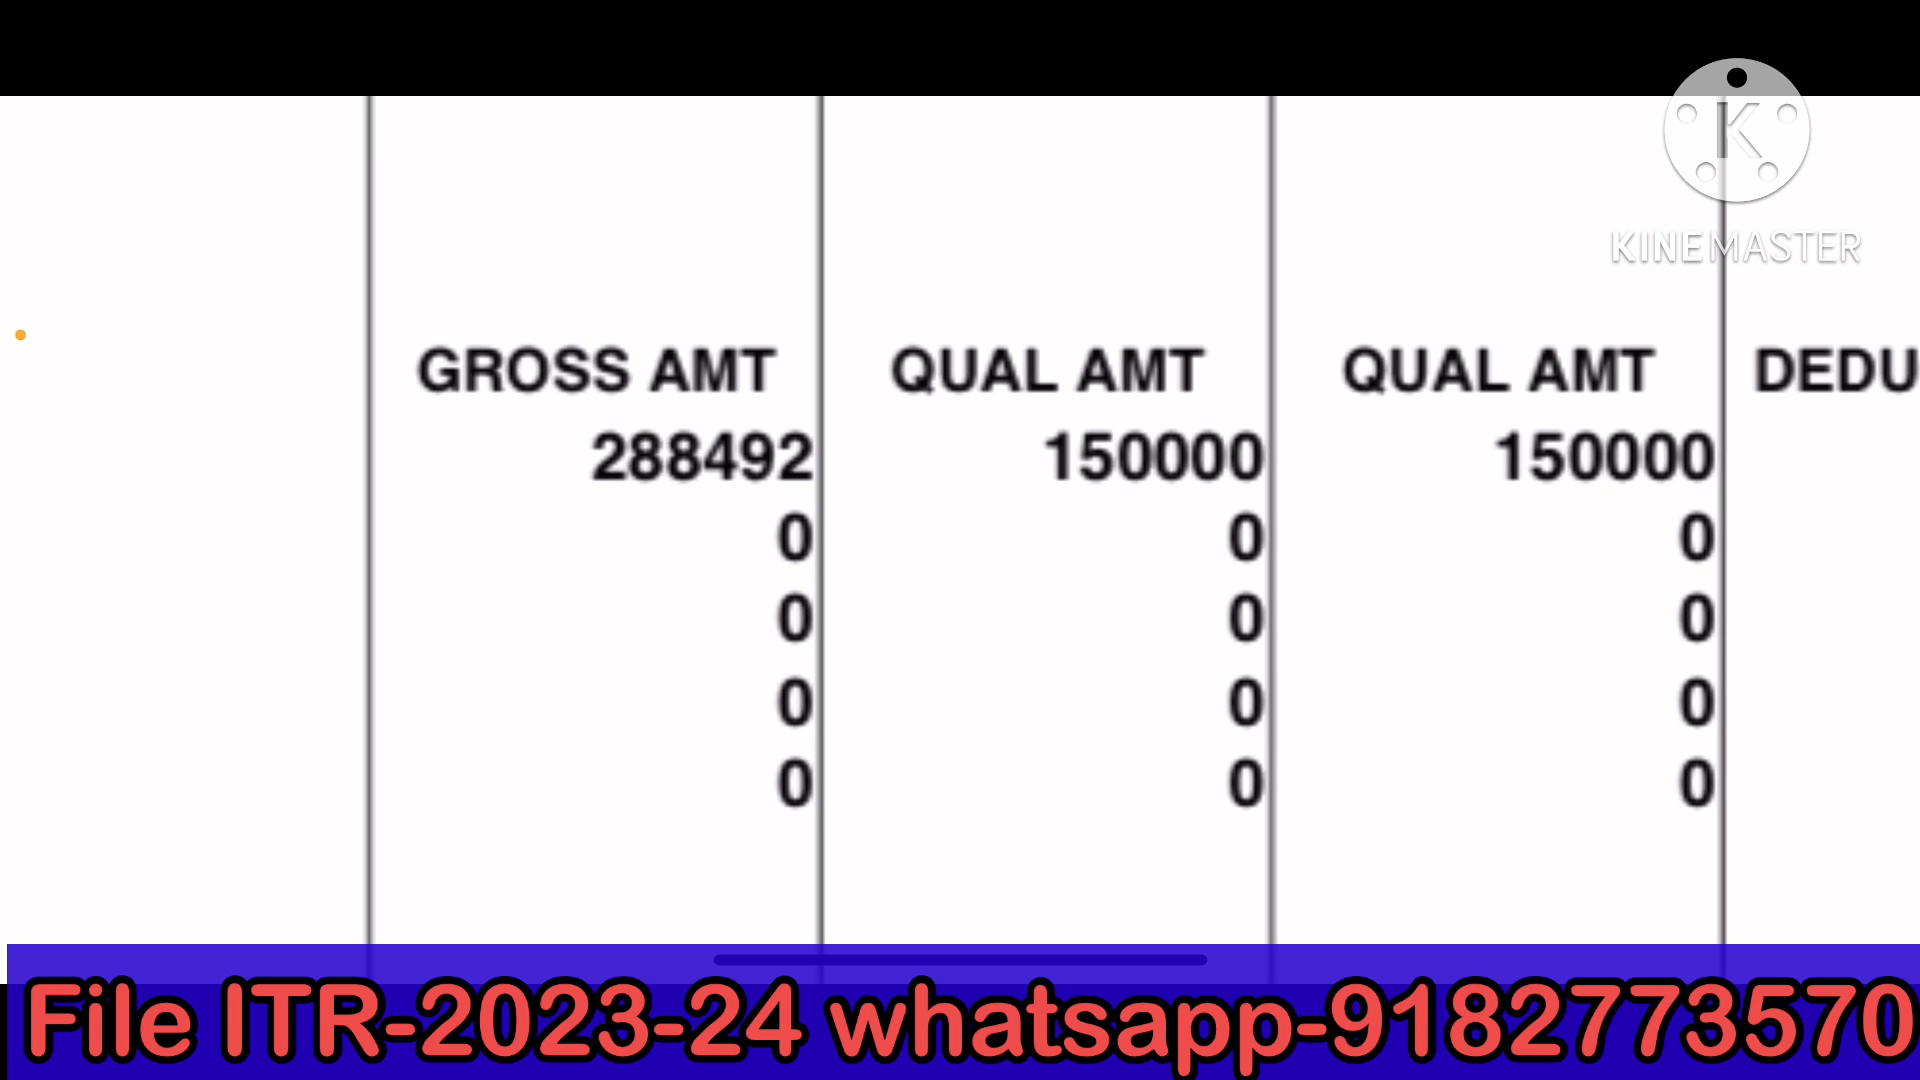 K
KINEMASTER
GROSS AMT QUAL AMT QUAL AMT DEDU
288492 150000 150000
0 0 0
0 0 0
0 0 0
0 0 0
File ITR-2023-24 whatsapp-9182773570